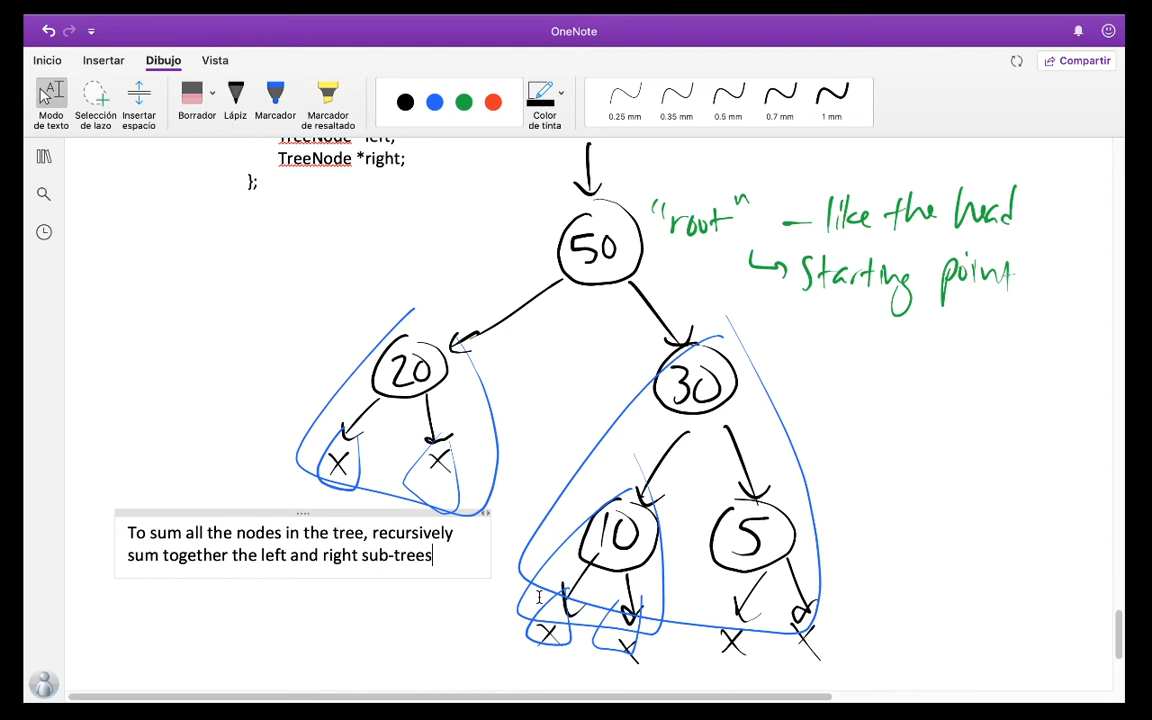 OneNote
Inicio Insertar Dibujo Vista
Compartir
Modo de texto
Selección de lazo
Insertar espacio
Borrador
Lápiz
Marcador
Marcador de resaltado
Color de tinta
0.25 mm 0.35 mm 0.5 mm 0.7 mm 1 mm
TreeNode *left;
TreeNode *right;
};
"root" - like the head
↳ Starting point
50
20
30
X X
10 5
X X X X
To sum all the nodes in the tree, recursively
sum together the left and right sub-trees